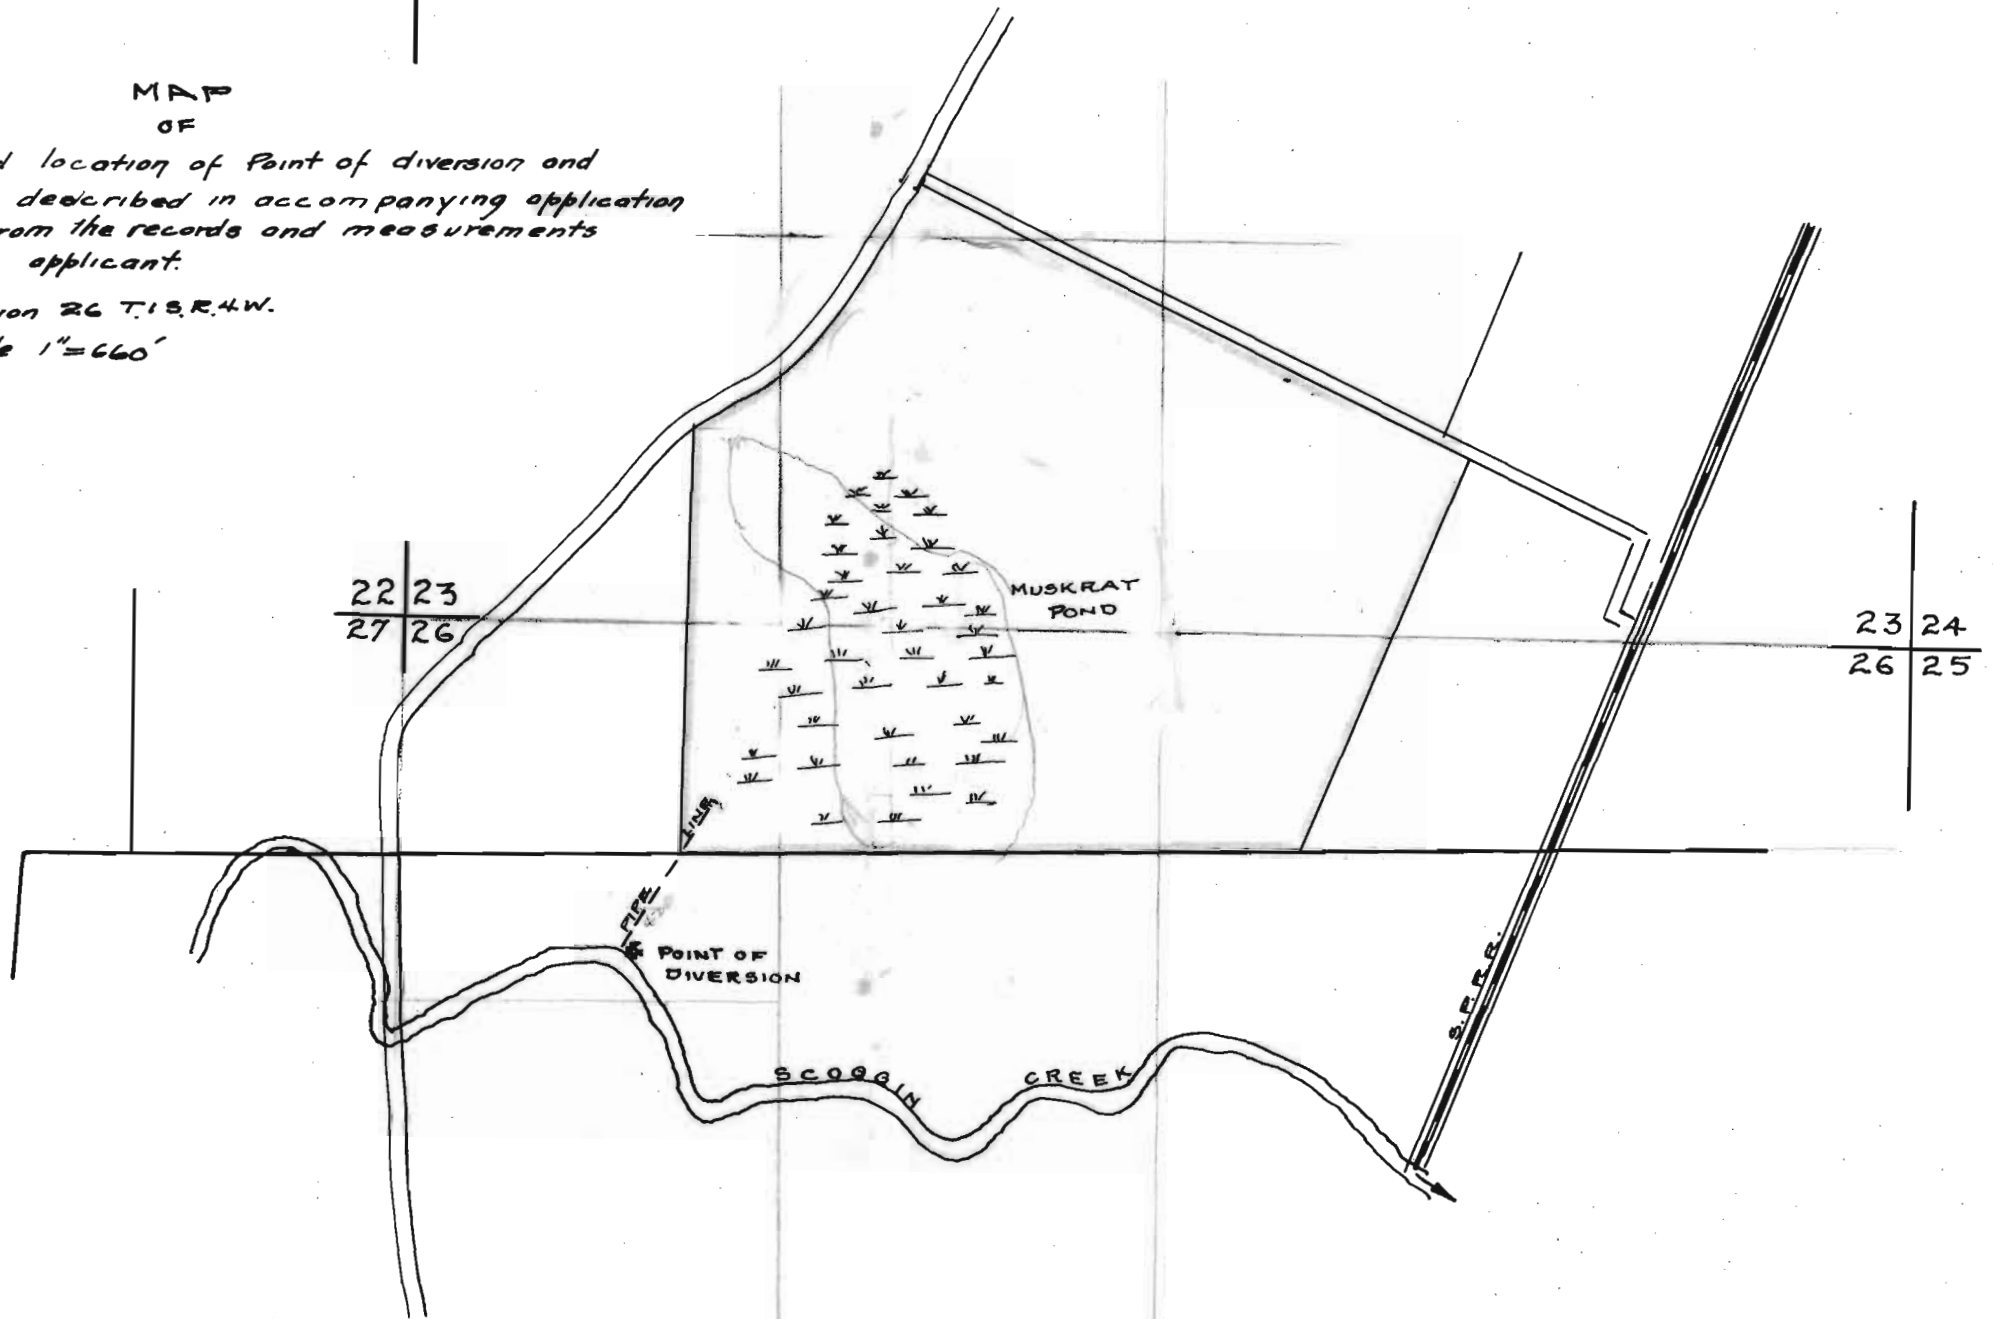 MAP
OF
location of Point of diversion and
described in accompanying application
from the records and measurements
applicant.
26 T.1S.R.4W.
1"=660'
22 23
27 26
MUSKRAT
POND
23 24
26 25
PIPE LINE
POINT OF
DIVERSION
SCOGGIN CREEK
S.P.R.R.